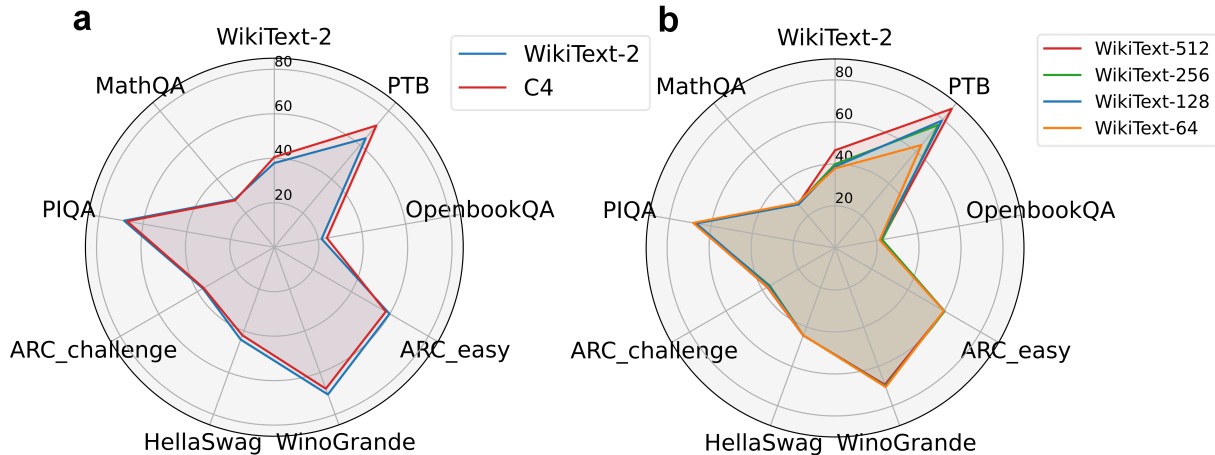 a
WikiText-2
80
60
40
20
MathQA
PTB
PIQA
OpenbookQA
ARC_challenge
ARC_easy
HellaSwag
WinoGrande
WikiText-2
C4
b
WikiText-2
80
60
40
20
MathQA
PTB
PIQA
OpenbookQA
ARC_challenge
ARC_easy
HellaSwag
WinoGrande
WikiText-512
WikiText-256
WikiText-128
WikiText-64